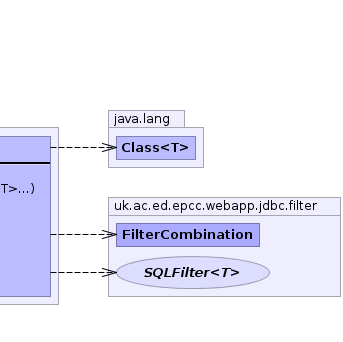 java.lang
Class<T>
T>...)
uk.ac.ed.epcc.webapp.jdbc.filter
FilterCombination
SQLFilter<T>